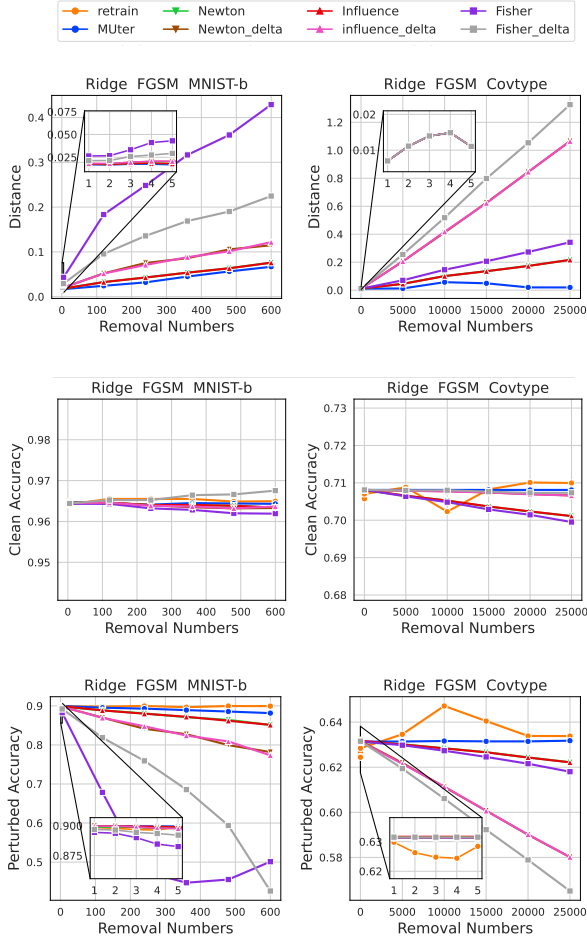 retrain Newton Influence Fisher
MUter Newton_delta influence_delta Fisher_delta
Ridge FGSM MNIST-b
Distance
0.4
0.3
0.2
0.1
0.0
0.075
0.050
0.025
1 2 3 4 5
0 100 200 300 400 500 600
Removal Numbers
Ridge FGSM Covtype
Distance
1.2
1.0
0.8
0.6
0.4
0.2
0.0
0.02
0.01
1 2 3 4 5
0 5000 10000 15000 20000 25000
Removal Numbers
Ridge FGSM MNIST-b
Clean Accuracy
0.98
0.97
0.96
0.95
0 100 200 300 400 500 600
Removal Numbers
Ridge FGSM Covtype
Clean Accuracy
0.73
0.72
0.71
0.70
0.69
0.68
0 5000 10000 15000 20000 25000
Removal Numbers
Ridge FGSM MNIST-b
Perturbed Accuracy
0.9
0.8
0.7
0.6
0.5
0.900
0.875
1 2 3 4 5
0 100 200 300 400 500 600
Removal Numbers
Ridge FGSM Covtype
Perturbed Accuracy
0.64
0.62
0.60
0.58
0.63
0.62
1 2 3 4 5
0 5000 10000 15000 20000 25000
Removal Numbers